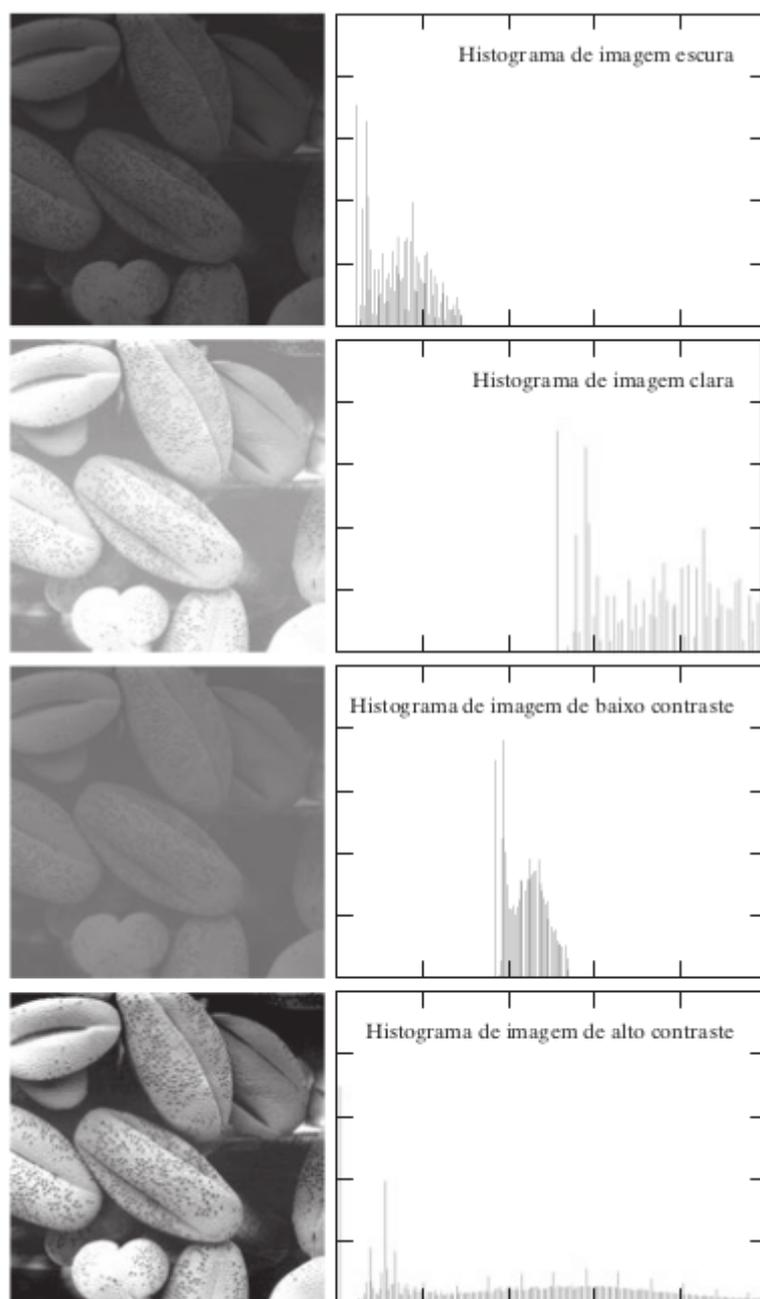 Histograma de imagem escura
Histograma de imagem clara
Histograma de imagem de baixo contraste
Histograma de imagem de alto contraste